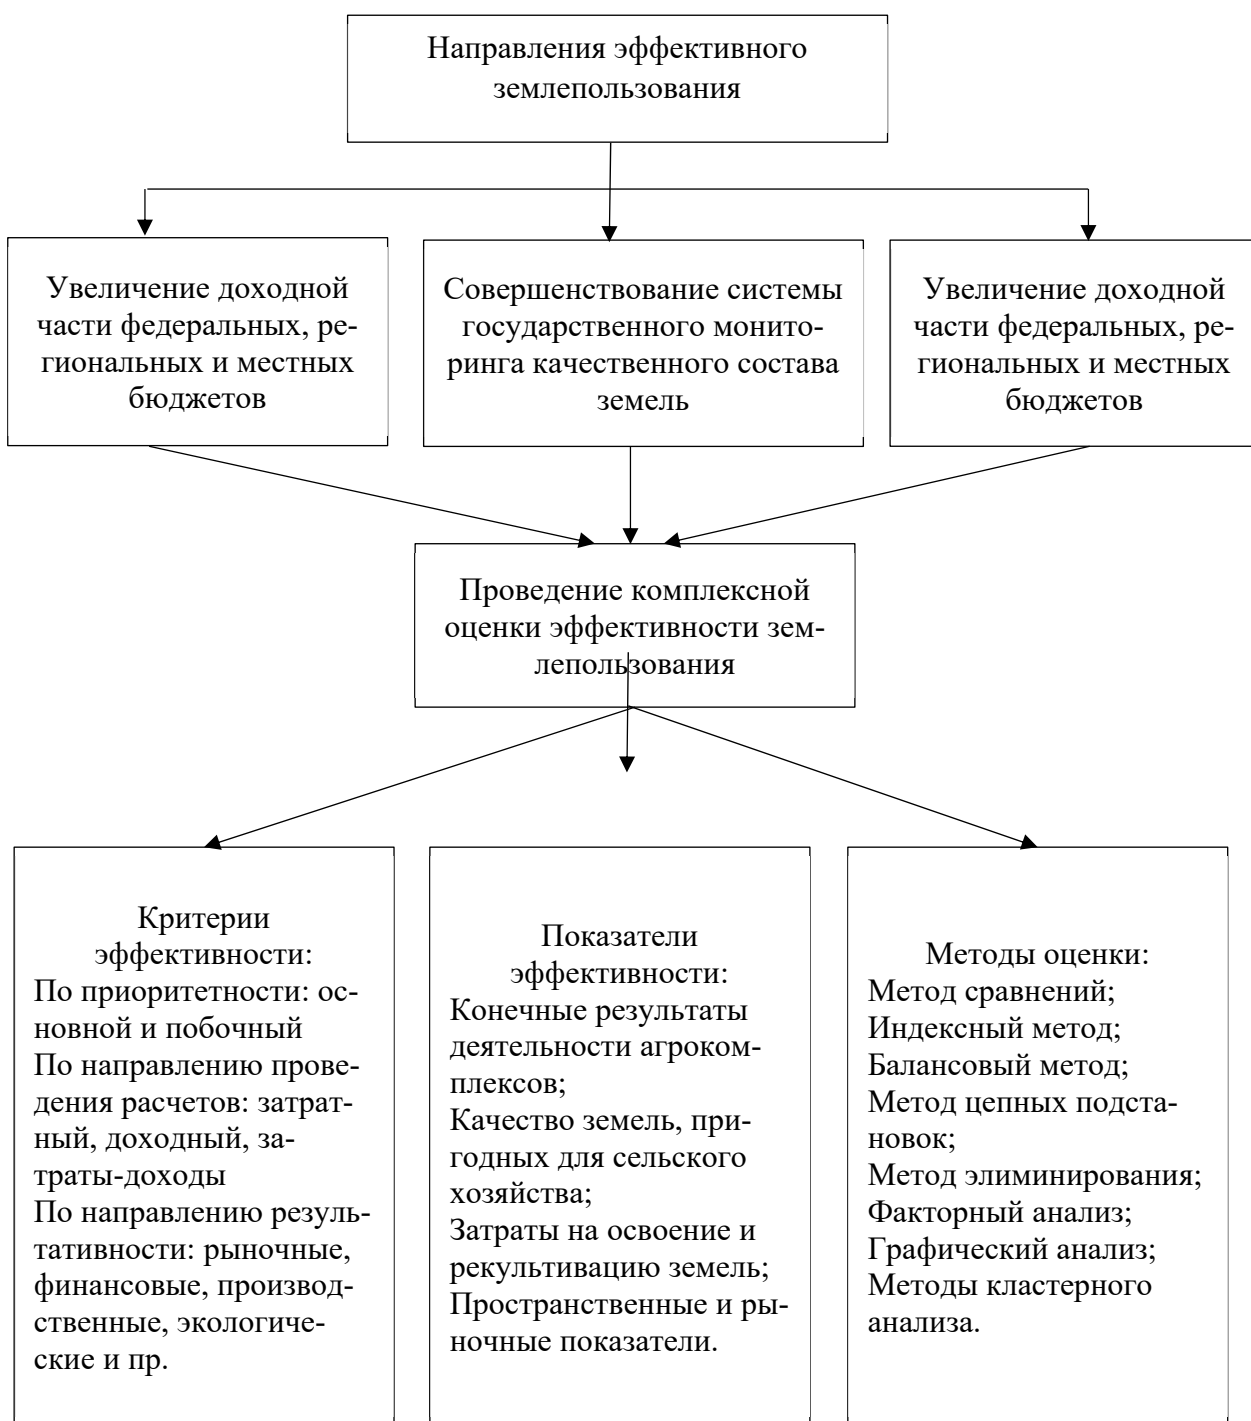 Направления эффективного
землепользования
Увеличение доходной
части федеральных, ре-
гиональных и местных
бюджетов
Совершенствование системы
государственного монито-
ринга качественного состава
земель
Увеличение доходной
части федеральных, ре-
гиональных и местных
бюджетов
Проведение комплексной
оценки эффективности зем-
лепользования
Критерии
эффективности:
По приоритетности: ос-
новной и побочный
По направлению прове-
дения расчетов: затрат-
ный, доходный, за-
траты-доходы
По направлению резуль-
тативности: рыночные,
финансовые, производ-
ственные, экологиче-
ские и пр.
Показатели
эффективности:
Конечные результаты
деятельности агроком-
плексов;
Качество земель, при-
годных для сельского
хозяйства;
Затраты на освоение и
рекультивацию земель;
Пространственные и ры-
ночные показатели.
Методы оценки:
Метод сравнений;
Индексный метод;
Балансовый метод;
Метод цепных подста-
новок;
Метод элиминирования;
Факторный анализ;
Графический анализ;
Методы кластерного
анализа.